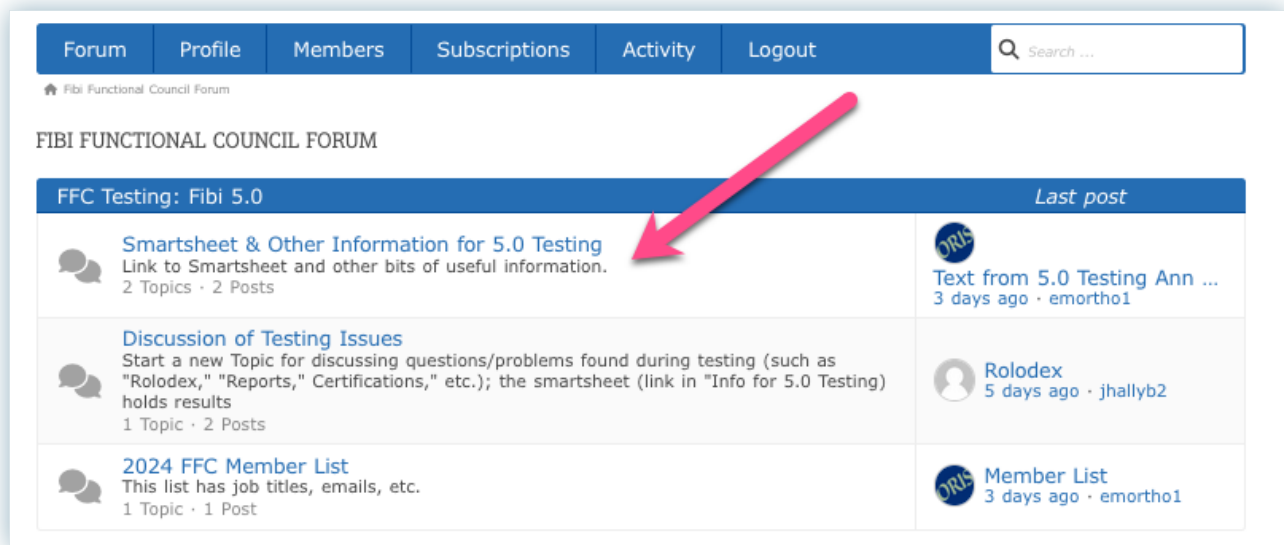 Forum Profile Members Subscriptions Activity Logout Search ...
Fibi Functional Council Forum
FIBI FUNCTIONAL COUNCIL FORUM
FFC Testing: Fibi 5.0 Last post
Smartsheet & Other Information for 5.0 Testing
Link to Smartsheet and other bits of useful information.
2 Topics · 2 Posts
ORIS
Text from 5.0 Testing Ann ...
3 days ago · emortho1
Discussion of Testing Issues
Start a new Topic for discussing questions/problems found during testing (such as
"Rolodex," "Reports," Certifications," etc.); the smartsheet (link in "Info for 5.0 Testing)
holds results
1 Topic · 2 Posts
Rolodex
5 days ago · jhallyb2
2024 FFC Member List
This list has job titles, emails, etc.
1 Topic · 1 Post
ORIS
Member List
3 days ago · emortho1